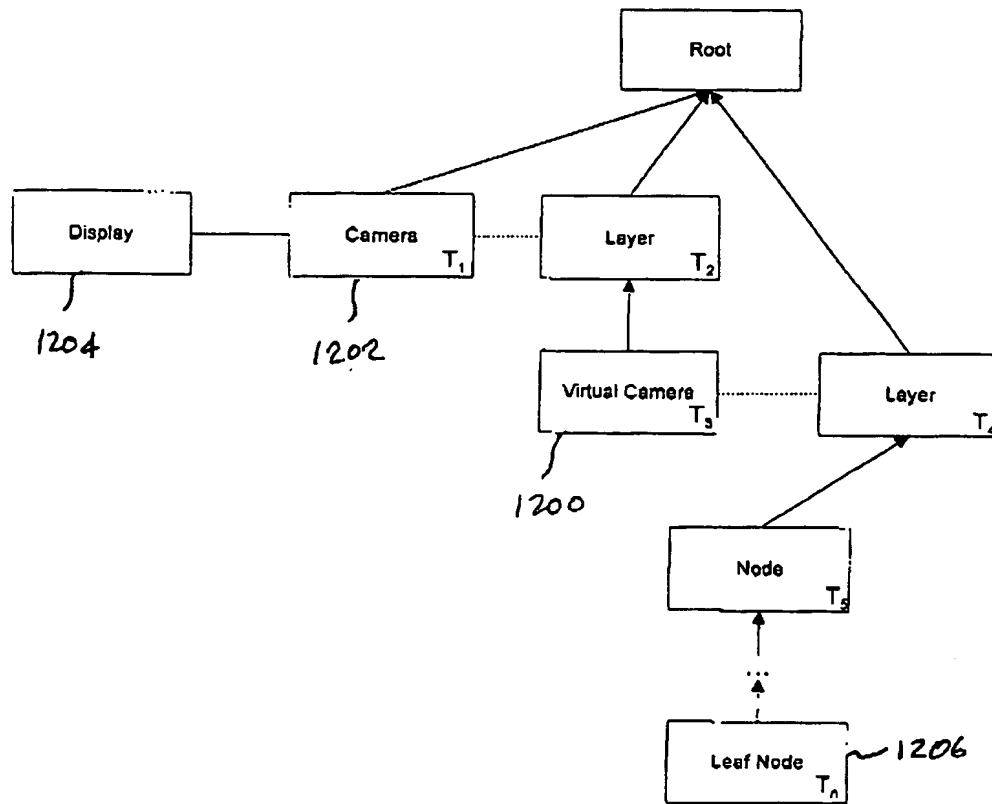 Root
Display
Camera
T₁
Layer
T₂
1204
1202
Virtual Camera
T₃
Layer
T₄
1200
Node
T₅
...
Leaf Node
Tₙ
1206